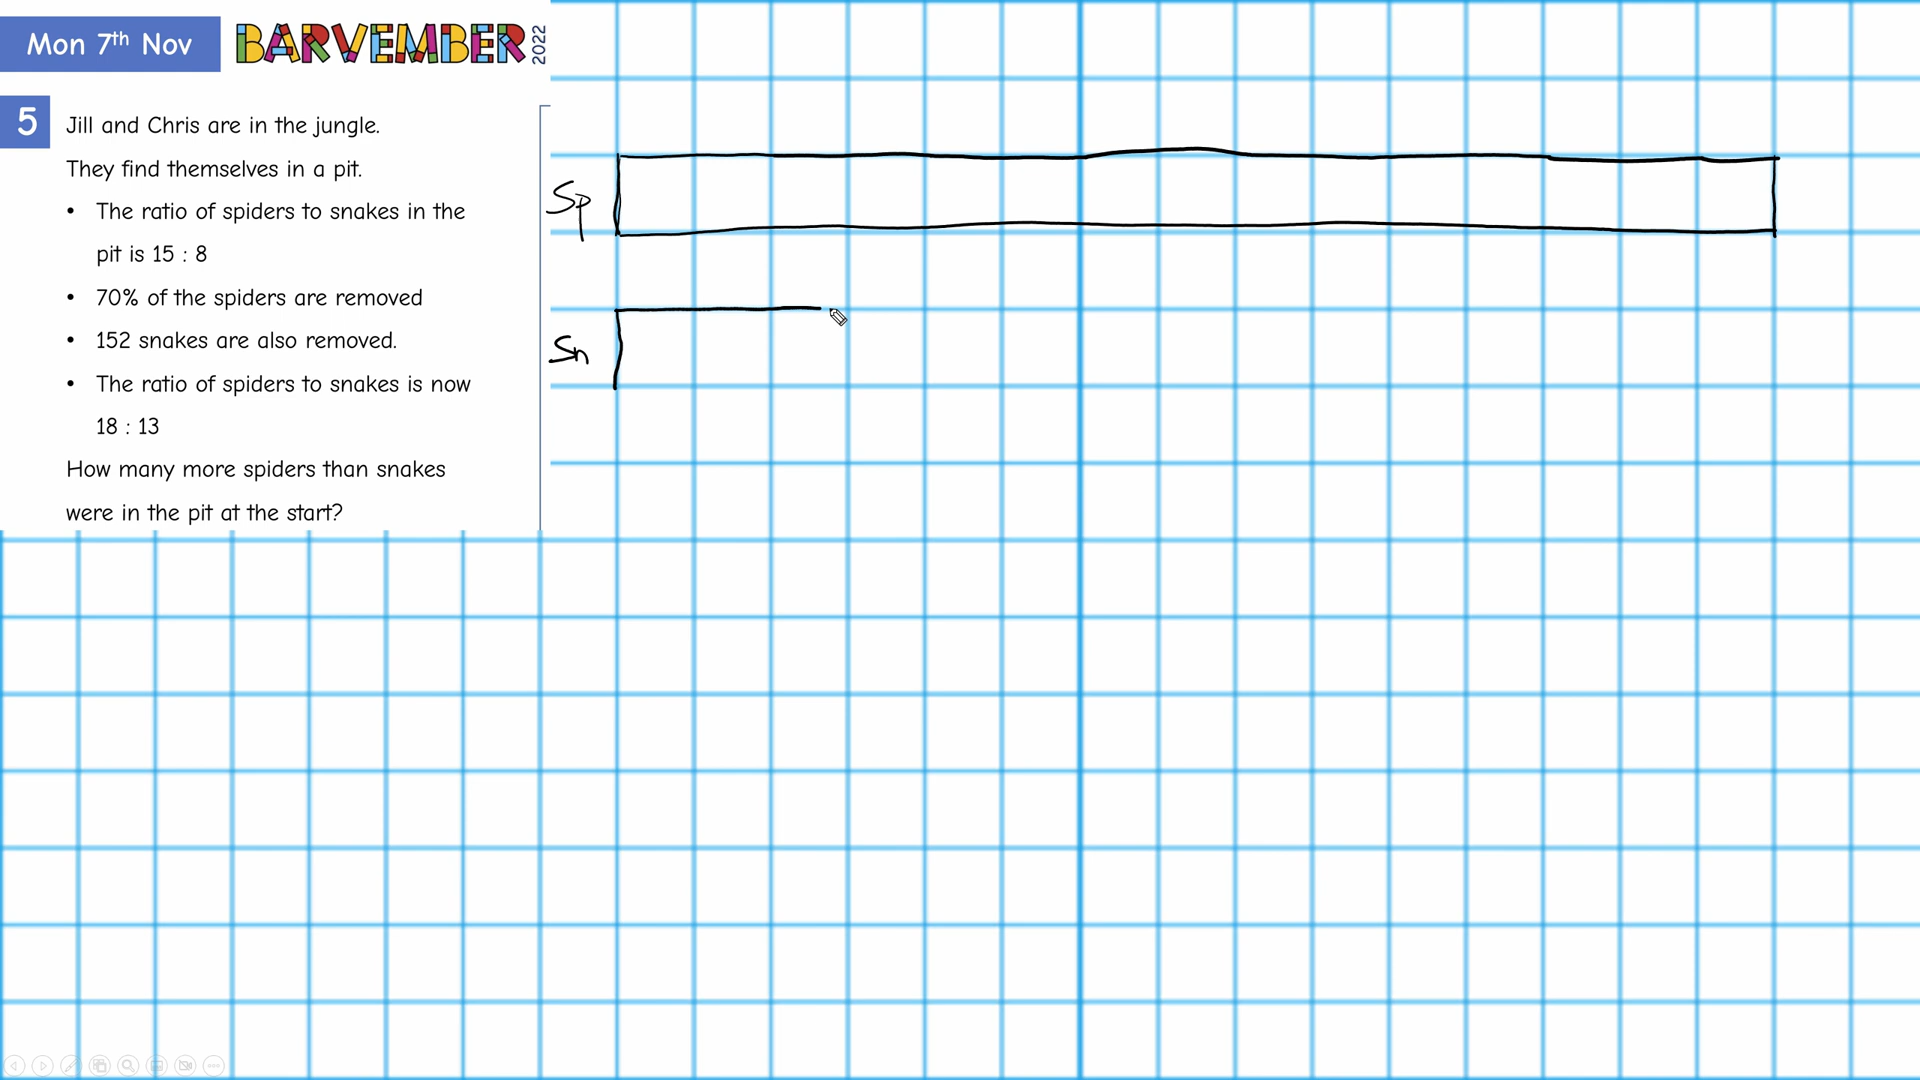 Mon 7th Nov
BARVEMBER 2022
5
Jill and Chris are in the jungle.
They find themselves in a pit.
• The ratio of spiders to snakes in the
pit is 15 : 8
• 70% of the spiders are removed
• 152 snakes are also removed.
• The ratio of spiders to snakes is now
18 : 13
How many more spiders than snakes
were in the pit at the start?
Sp
Sn